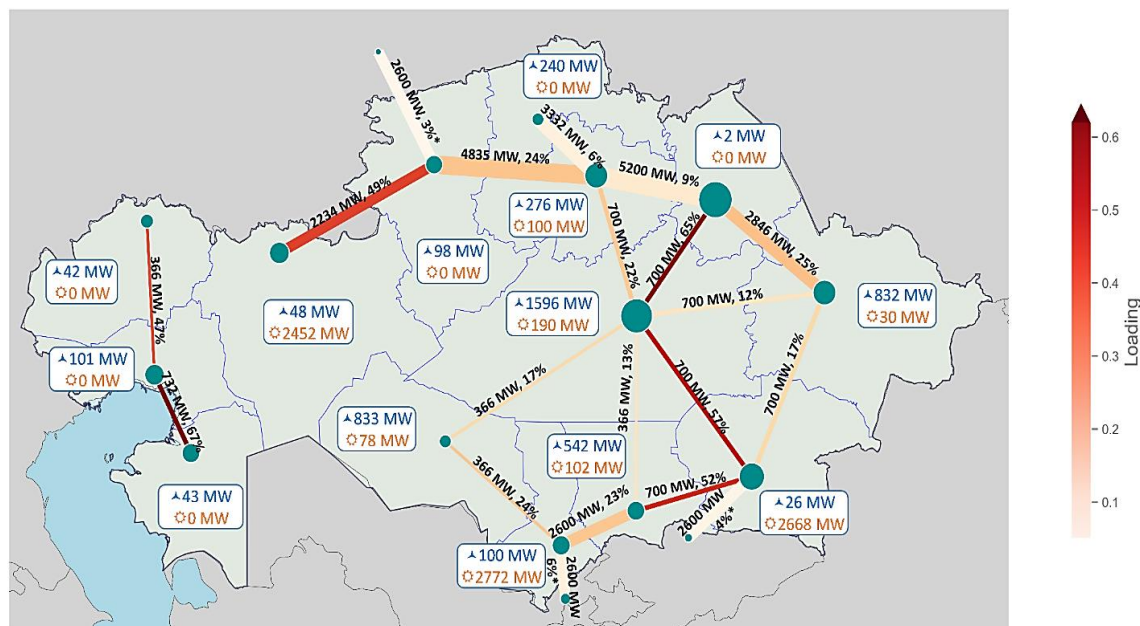 240 MW
0 MW
2600 MW, 3%*
3332 MW, 6%
2 MW
0 MW
4835 MW, 24%
5200 MW, 9%
2234 MW, 49%
276 MW
100 MW
700 MW, 22%
700 MW, 65%
2846 MW, 25%
98 MW
0 MW
42 MW
0 MW
366 MW, 47%
48 MW
2452 MW
1596 MW
190 MW
700 MW, 12%
832 MW
30 MW
101 MW
0 MW
732 MW, 67%
366 MW, 17%
366 MW, 13%
700 MW, 57%
700 MW, 17%
833 MW
78 MW
542 MW
102 MW
366 MW, 24%
2600 MW, 23%
700 MW, 52%
43 MW
0 MW
26 MW
2668 MW
2600 MW
4%*
100 MW
2772 MW
2600 MW
6%*
0.6
0.5
0.4
0.3
0.2
0.1
Loading